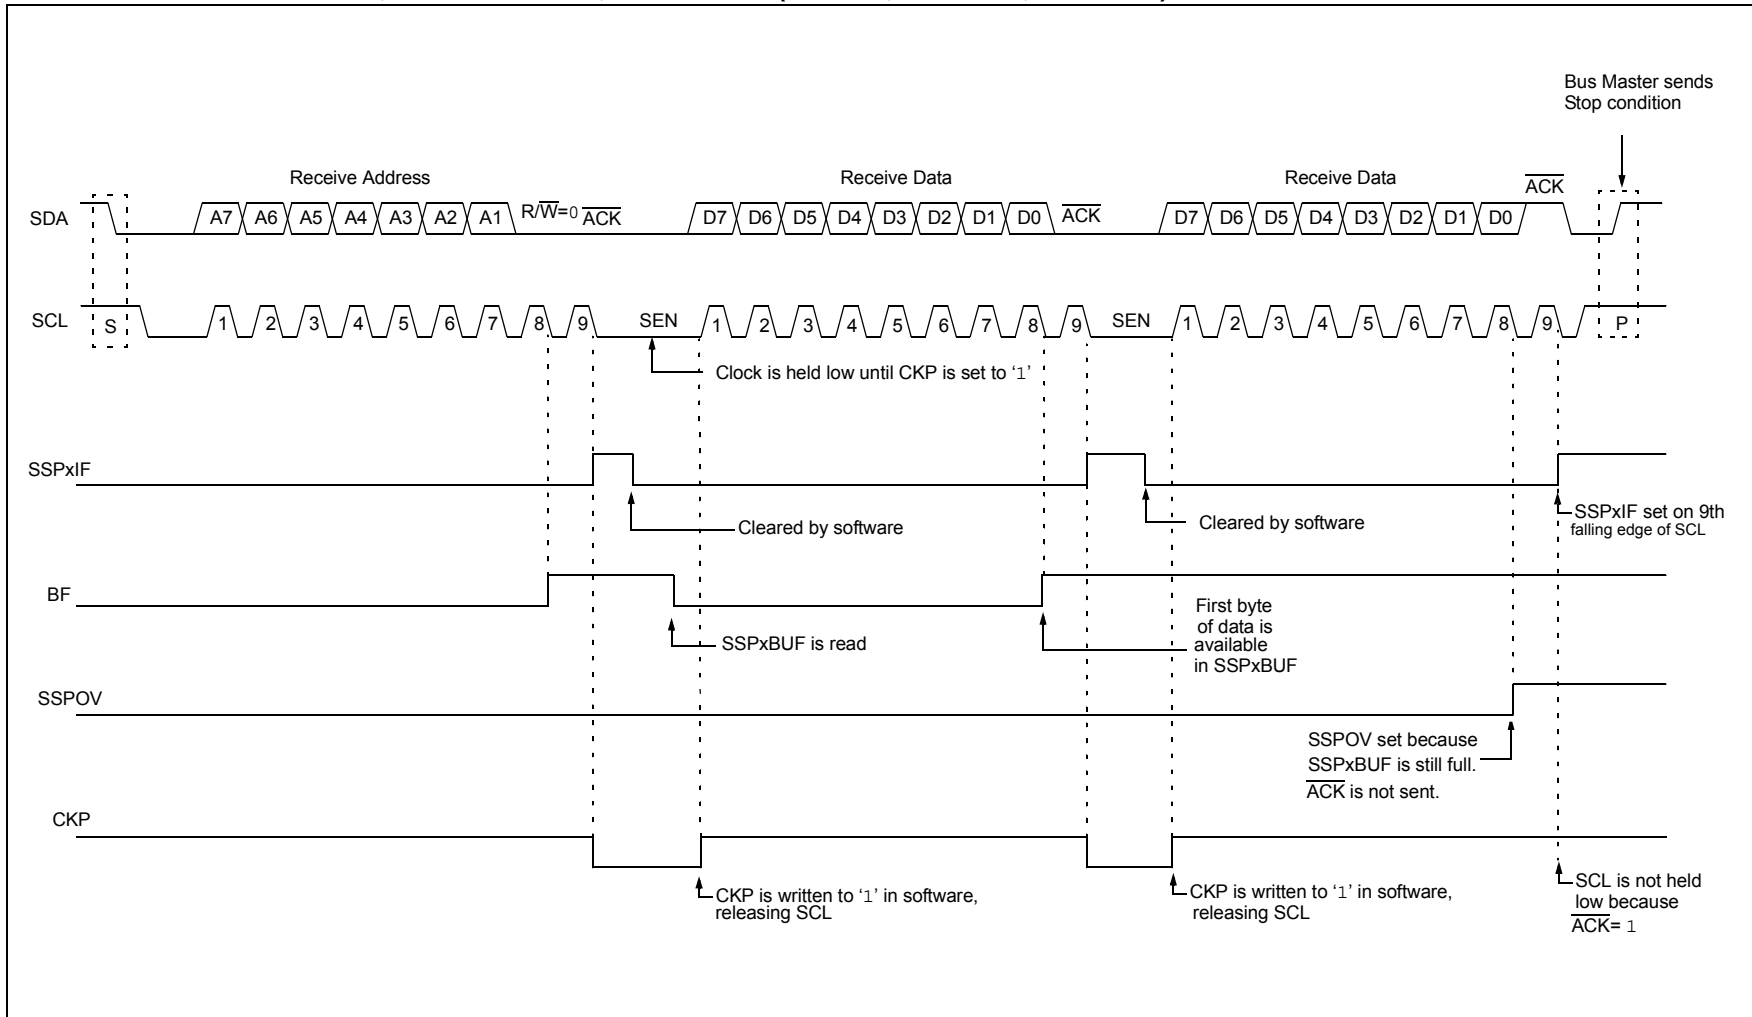 Bus Master sends
Stop condition
Receive Address
Receive Data
Receive Data
ACK
SDA
A7 A6 A5 A4 A3 A2 A1 R/W=0 ACK
D7 D6 D5 D4 D3 D2 D1 D0 ACK
D7 D6 D5 D4 D3 D2 D1 D0
SCL
S
1 2 3 4 5 6 7 8 9 SEN
1 2 3 4 5 6 7 8 9 SEN
1 2 3 4 5 6 7 8 9 P
Clock is held low until CKP is set to ‘1’
SSPxIF
Cleared by software
Cleared by software
SSPxIF set on 9th
falling edge of SCL
BF
SSPxBUF is read
First byte
of data is
available
in SSPxBUF
SSPOV
SSPOV set because
SSPxBUF is still full.
ACK is not sent.
CKP
CKP is written to ‘1’ in software,
releasing SCL
CKP is written to ‘1’ in software,
releasing SCL
SCL is not held
low because
ACK= 1